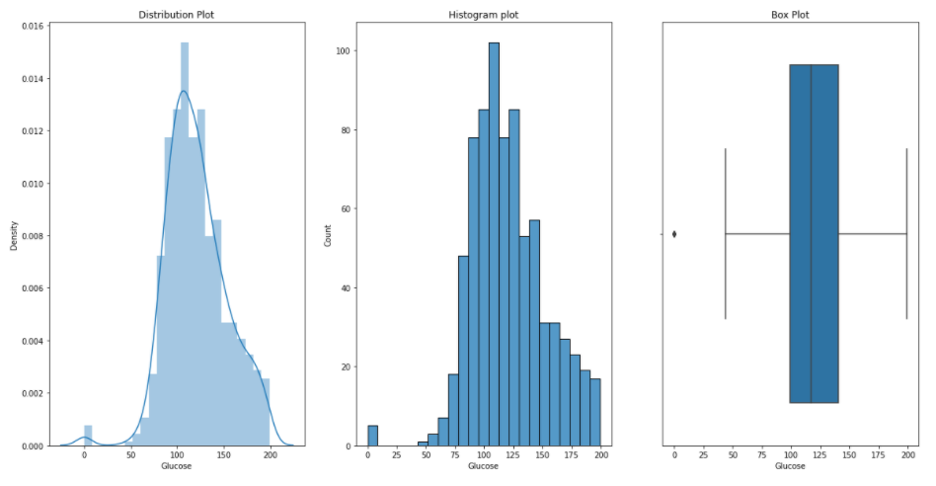 Distribution Plot
0.016
0.014
0.012
0.010
0.008
0.006
0.004
0.002
0.000
Density
0 50 100 150 200
Glucose
Histogram plot
100
80
60
40
20
0
Count
0 25 50 75 100 125 150 175 200
Glucose
Box Plot
0 25 50 75 100 125 150 175 200
Glucose